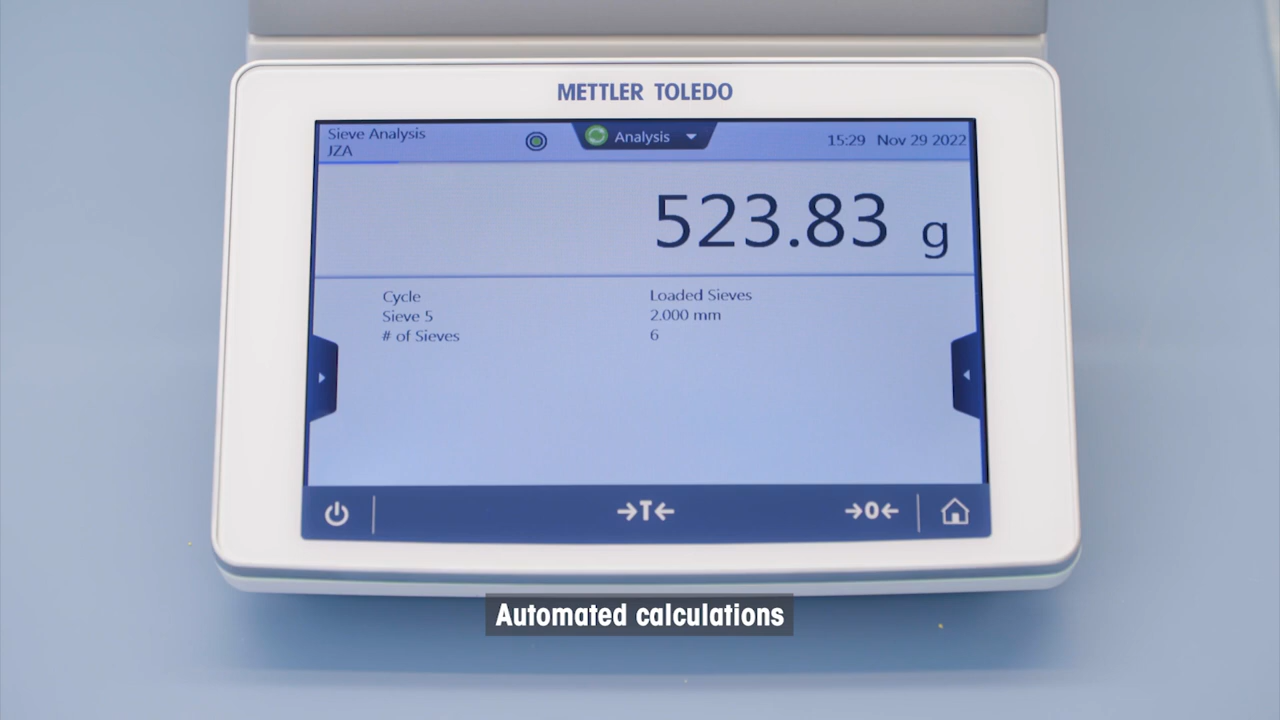 METTLER TOLEDO
Sieve Analysis
JZA
Analysis
15:29 Nov 29 2022
523.83 g
Cycle Loaded Sieves
Sieve 5 2.000 mm
# of Sieves 6
→T← →0←
Automated calculations